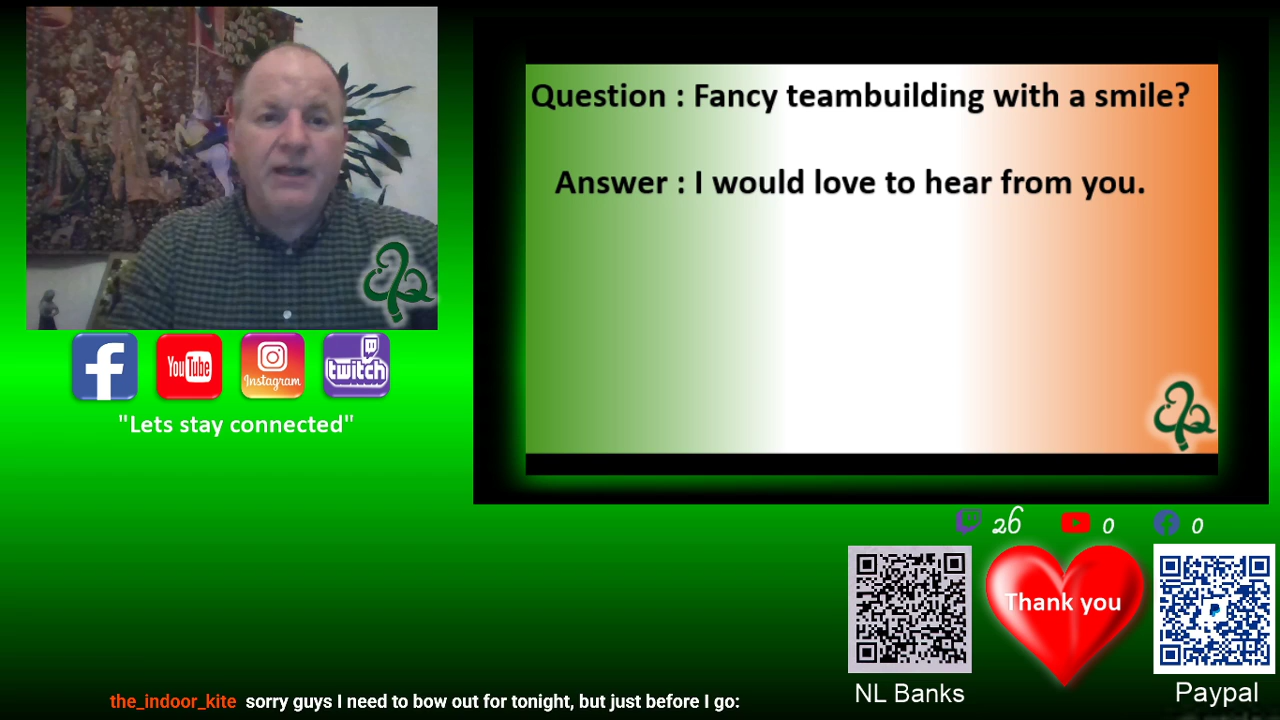 Question : Fancy teambuilding with a smile?
Answer : I would love to hear from you.
YouTube
Instagram
twitch
"Lets stay connected"
26
0
0
Thank you
NL Banks
Paypal
the_indoor_kite sorry guys I need to bow out for tonight, but just before I go: